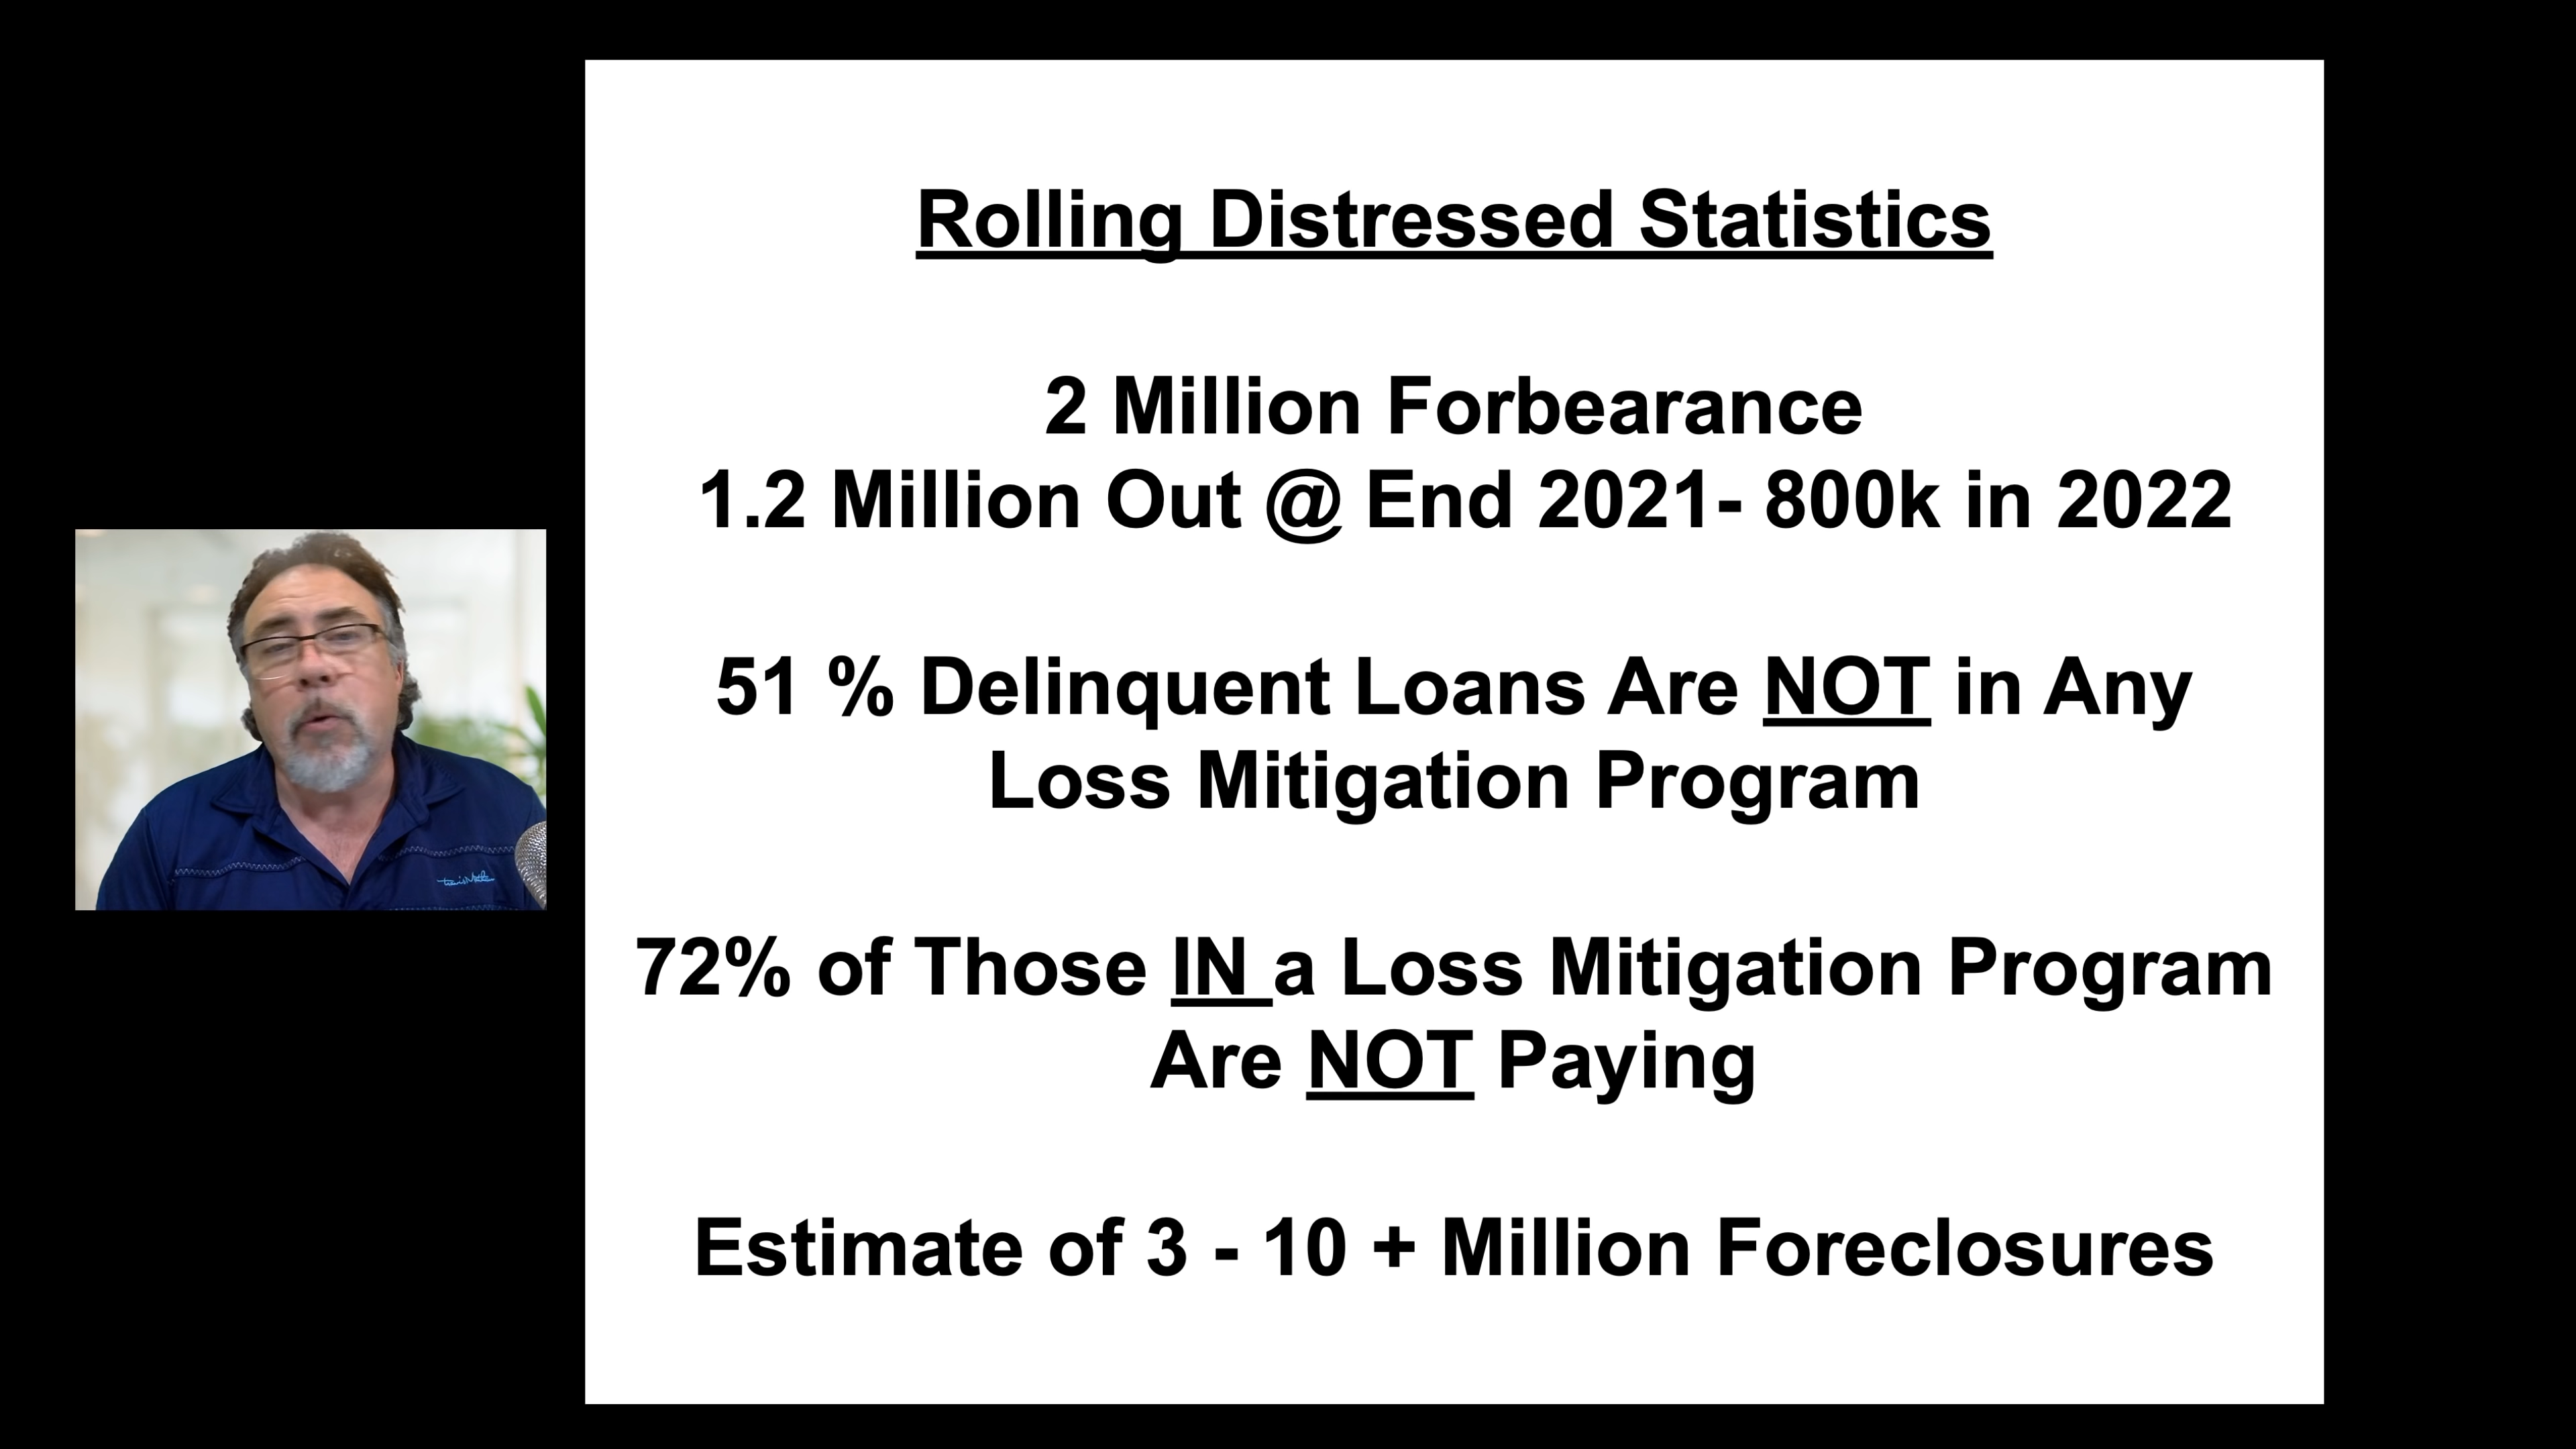 Rolling Distressed Statistics
2 Million Forbearance
1.2 Million Out @ End 2021- 800k in 2022
51 % Delinquent Loans Are NOT in Any
Loss Mitigation Program
72% of Those IN a Loss Mitigation Program
Are NOT Paying
Estimate of 3 - 10 + Million Foreclosures